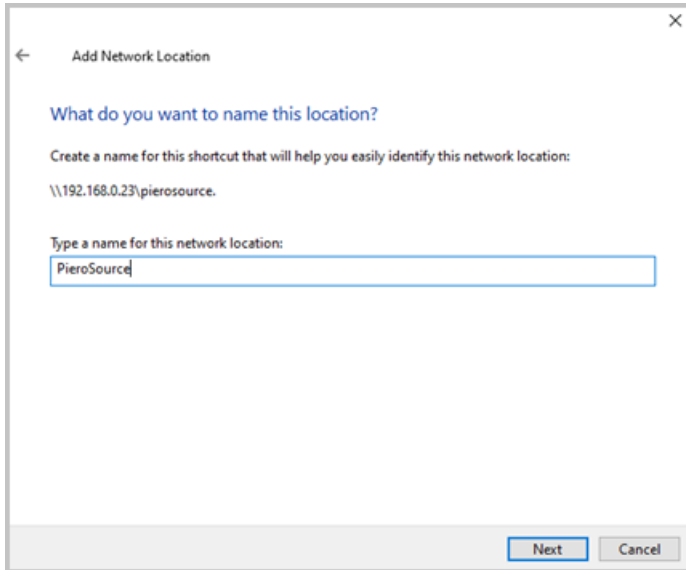 Add Network Location
What do you want to name this location?
Create a name for this shortcut that will help you easily identify this network location:
\\192.168.0.23\pierosource.
Type a name for this network location:
PieroSource
Next Cancel